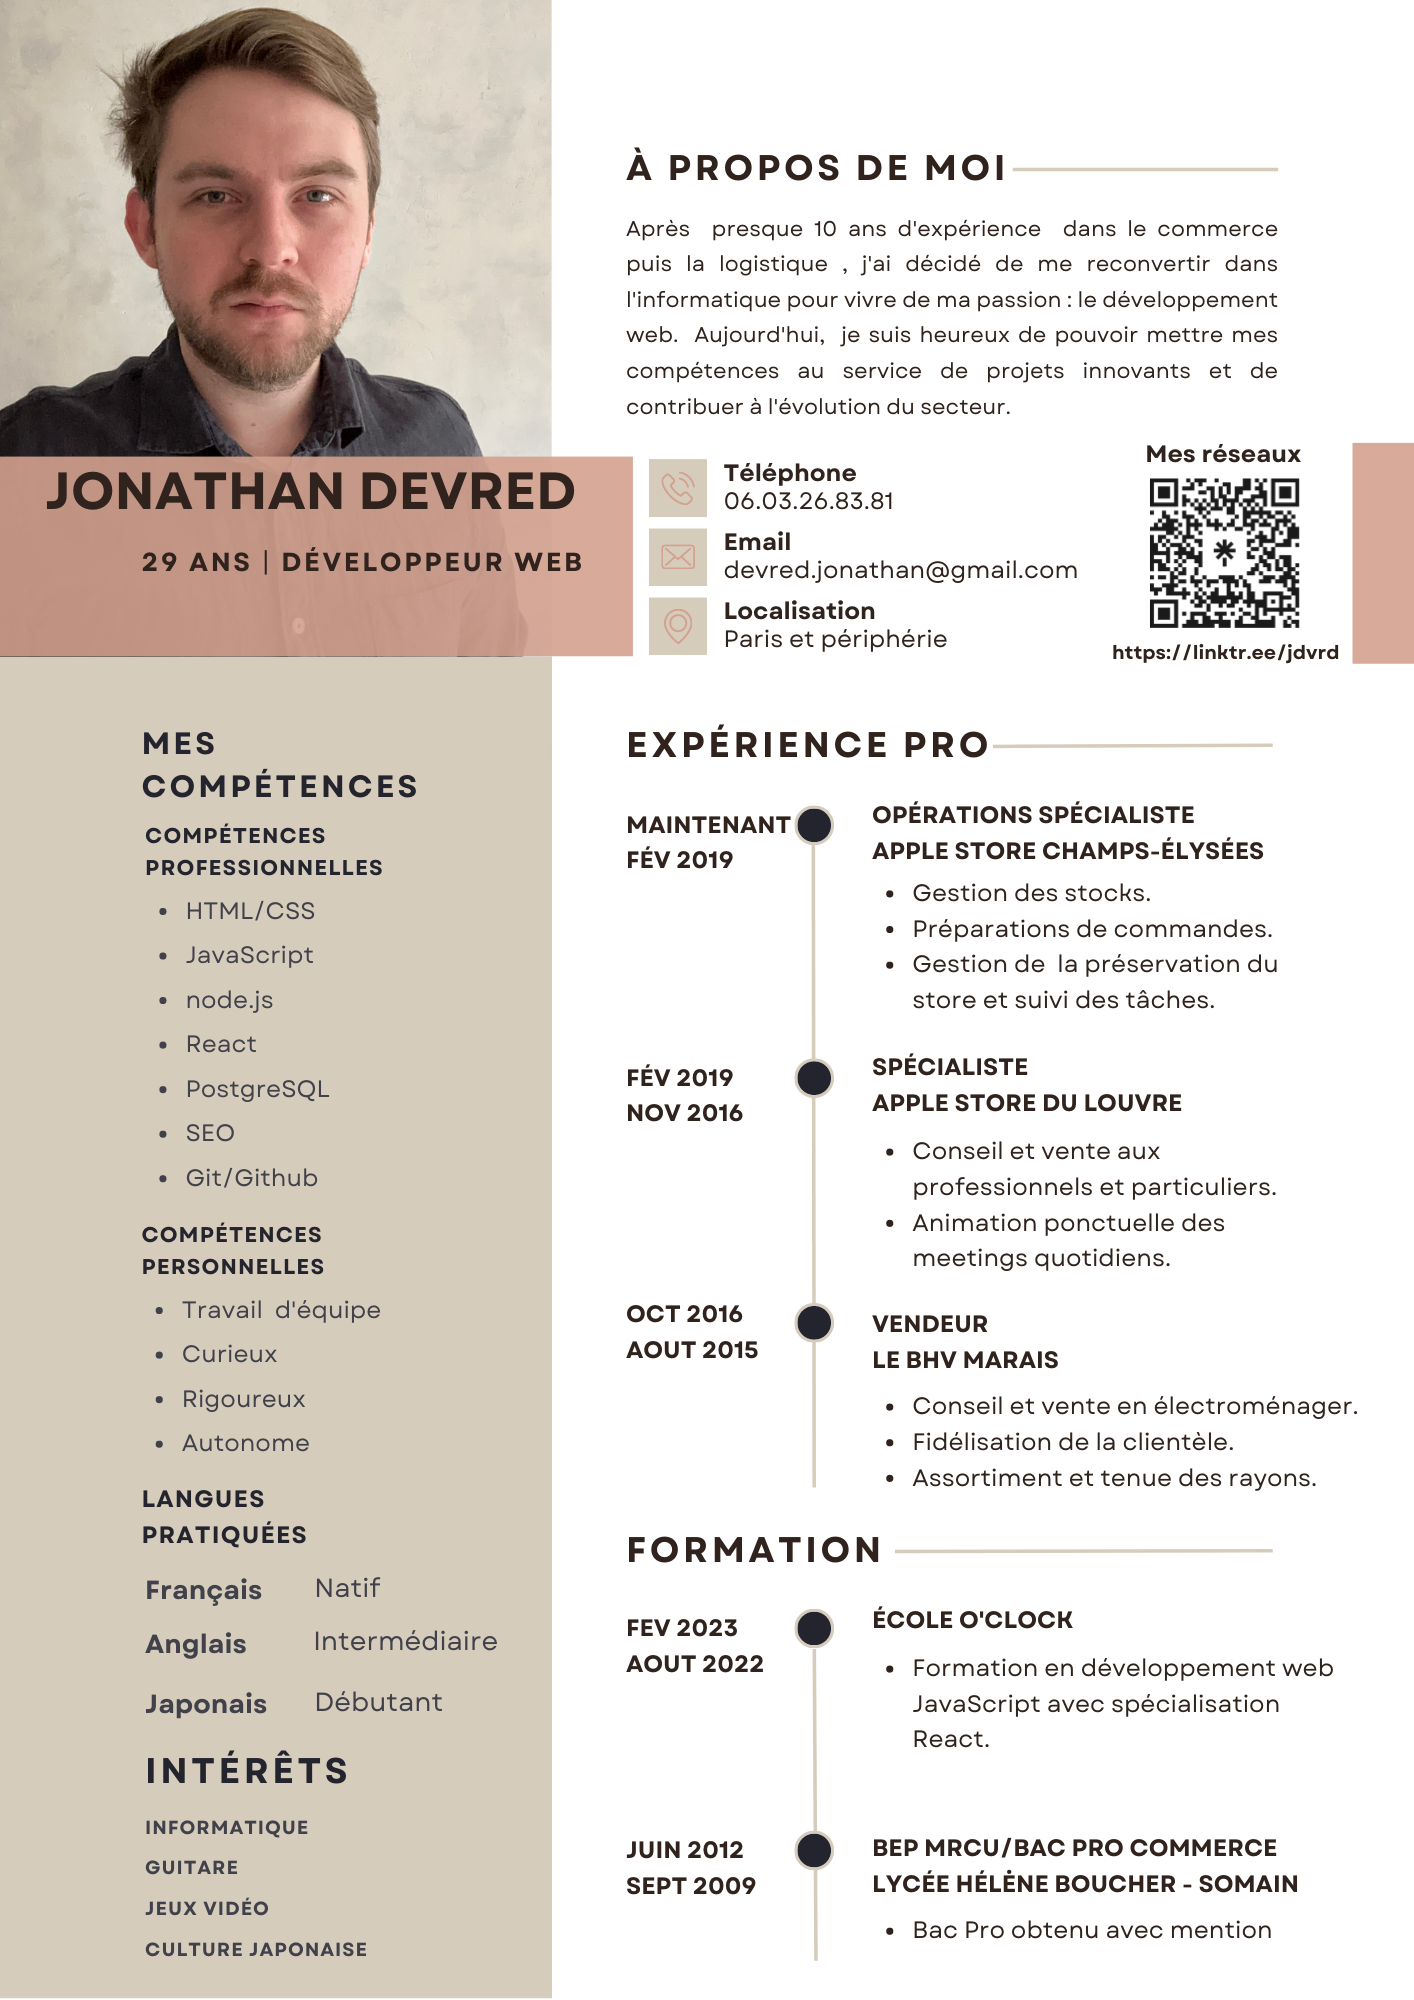 À PROPOS DE MOI
Après presque 10 ans d'expérience dans le commerce
puis la logistique , j'ai décidé de me reconvertir dans
l'informatique pour vivre de ma passion : le développement
web. Aujourd'hui, je suis heureux de pouvoir mettre mes
compétences au service de projets innovants et de
contribuer à l'évolution du secteur.
JONATHAN DEVRED
29 ANS | DÉVELOPPEUR WEB
Téléphone
06.03.26.83.81
Email
devred.jonathan@gmail.com
Localisation
Paris et périphérie
Mes réseaux
https://linktr.ee/jdvrd
MES
COMPÉTENCES
COMPÉTENCES
PROFESSIONNELLES
• HTML/CSS
• JavaScript
• node.js
• React
• PostgreSQL
• SEO
• Git/Github
COMPÉTENCES
PERSONNELLES
• Travail d'équipe
• Curieux
• Rigoureux
• Autonome
LANGUES
PRATIQUÉES
Français Natif
Anglais Intermédiaire
Japonais Débutant
INTÉRÊTS
INFORMATIQUE
GUITARE
JEUX VIDÉO
CULTURE JAPONAISE
EXPÉRIENCE PRO
MAINTENANT
FÉV 2019
OPÉRATIONS SPÉCIALISTE
APPLE STORE CHAMPS-ÉLYSÉES
• Gestion des stocks.
• Préparations de commandes.
• Gestion de la préservation du
store et suivi des tâches.
FÉV 2019
NOV 2016
SPÉCIALISTE
APPLE STORE DU LOUVRE
• Conseil et vente aux
professionnels et particuliers.
• Animation ponctuelle des
meetings quotidiens.
OCT 2016
AOUT 2015
VENDEUR
LE BHV MARAIS
• Conseil et vente en électroménager.
• Fidélisation de la clientèle.
• Assortiment et tenue des rayons.
FORMATION
FEV 2023
AOUT 2022
ÉCOLE O'CLOCK
• Formation en développement web
JavaScript avec spécialisation
React.
JUIN 2012
SEPT 2009
BEP MRCU/BAC PRO COMMERCE
LYCÉE HÉLÈNE BOUCHER - SOMAIN
• Bac Pro obtenu avec mention